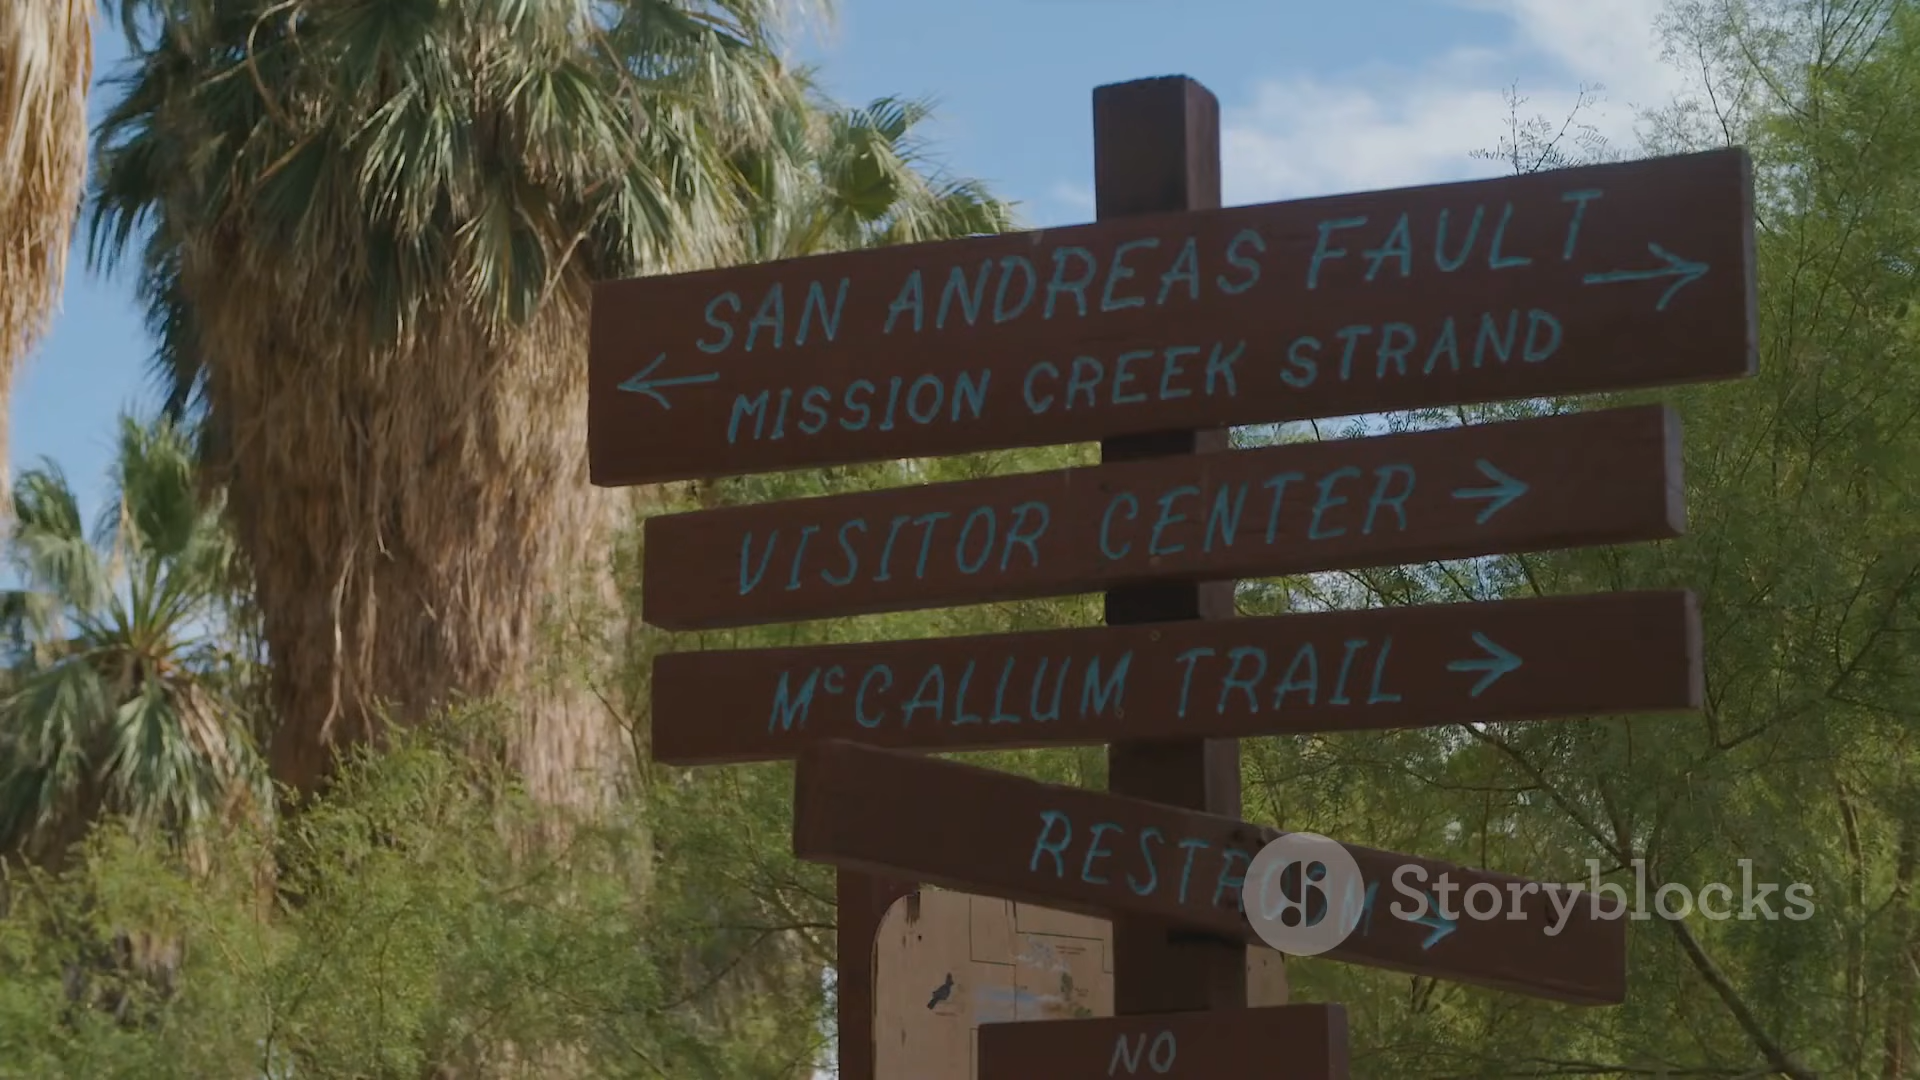 SAN ANDREAS FAULT →
← MISSION CREEK STRAND
VISITOR CENTER →
McCALLUM TRAIL →
RESTROOM →
Storyblocks
NO